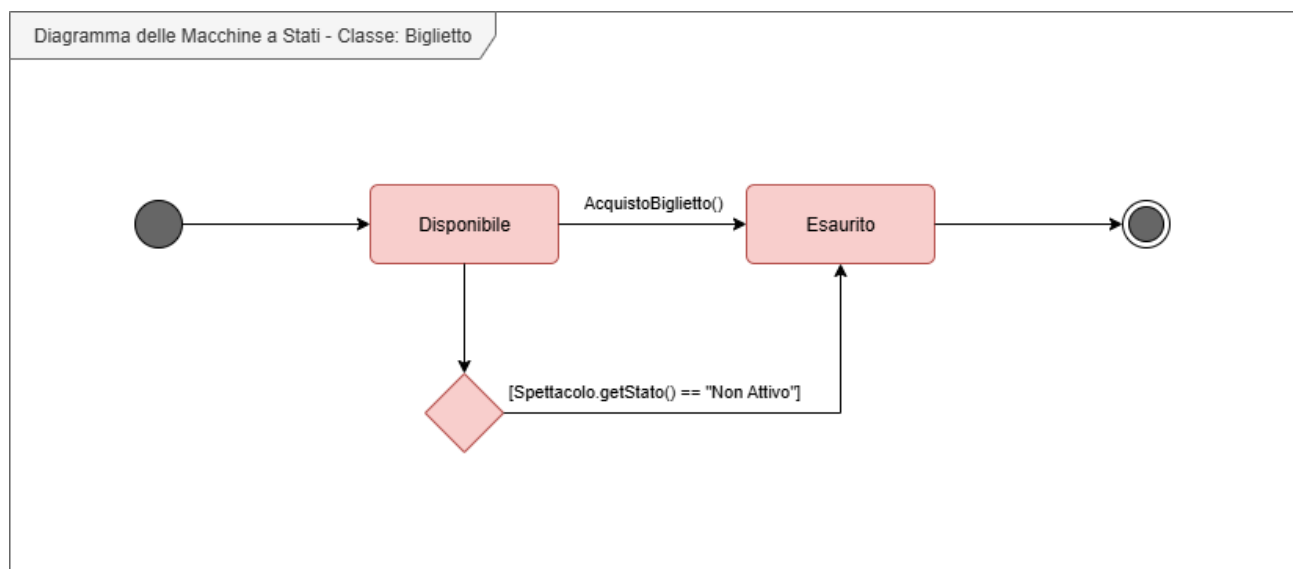 Diagramma delle Macchine a Stati - Classe: Biglietto
Disponibile
AcquistoBiglietto()
Esaurito
[Spettacolo.getStato() == "Non Attivo"]